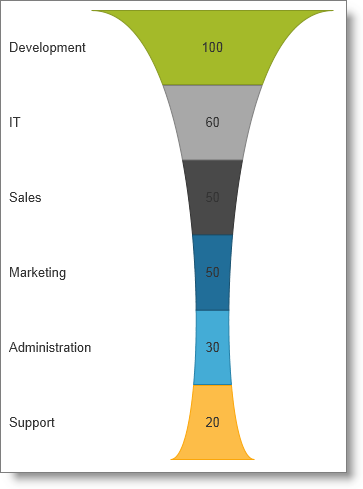 Development 100
IT 60
Sales 50
Marketing 50
Administration 30
Support 20